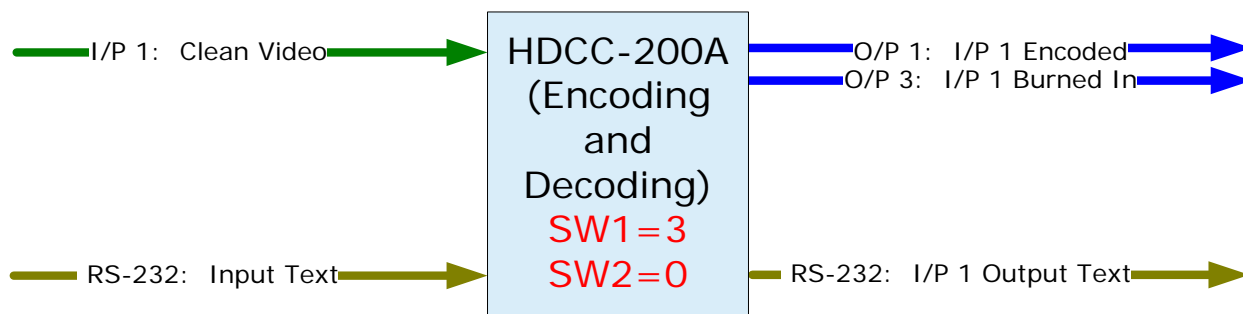 I/P 1: Clean Video
RS-232: Input Text
HDCC-200A
(Encoding
and
Decoding)
SW1=3
SW2=0
O/P 1: I/P 1 Encoded
O/P 3: I/P 1 Burned In
RS-232: I/P 1 Output Text